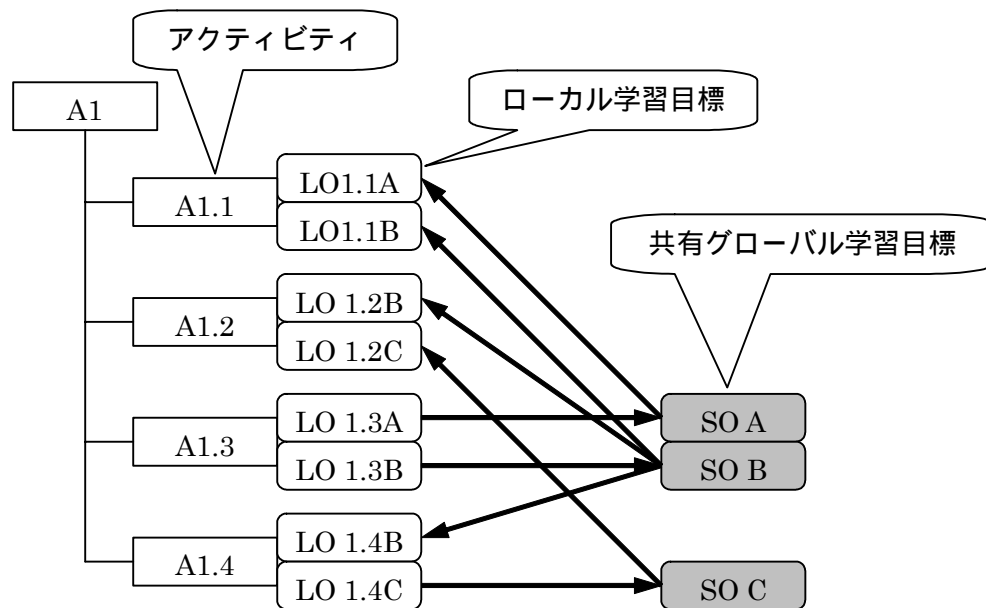 アクティビティ
ローカル学習目標
A1
LO1.1A
A1.1
LO1.1B
共有グローバル学習目標
LO 1.2B
A1.2
LO 1.2C
LO 1.3A
SO A
A1.3
LO 1.3B
SO B
LO 1.4B
A1.4
LO 1.4C
SO C